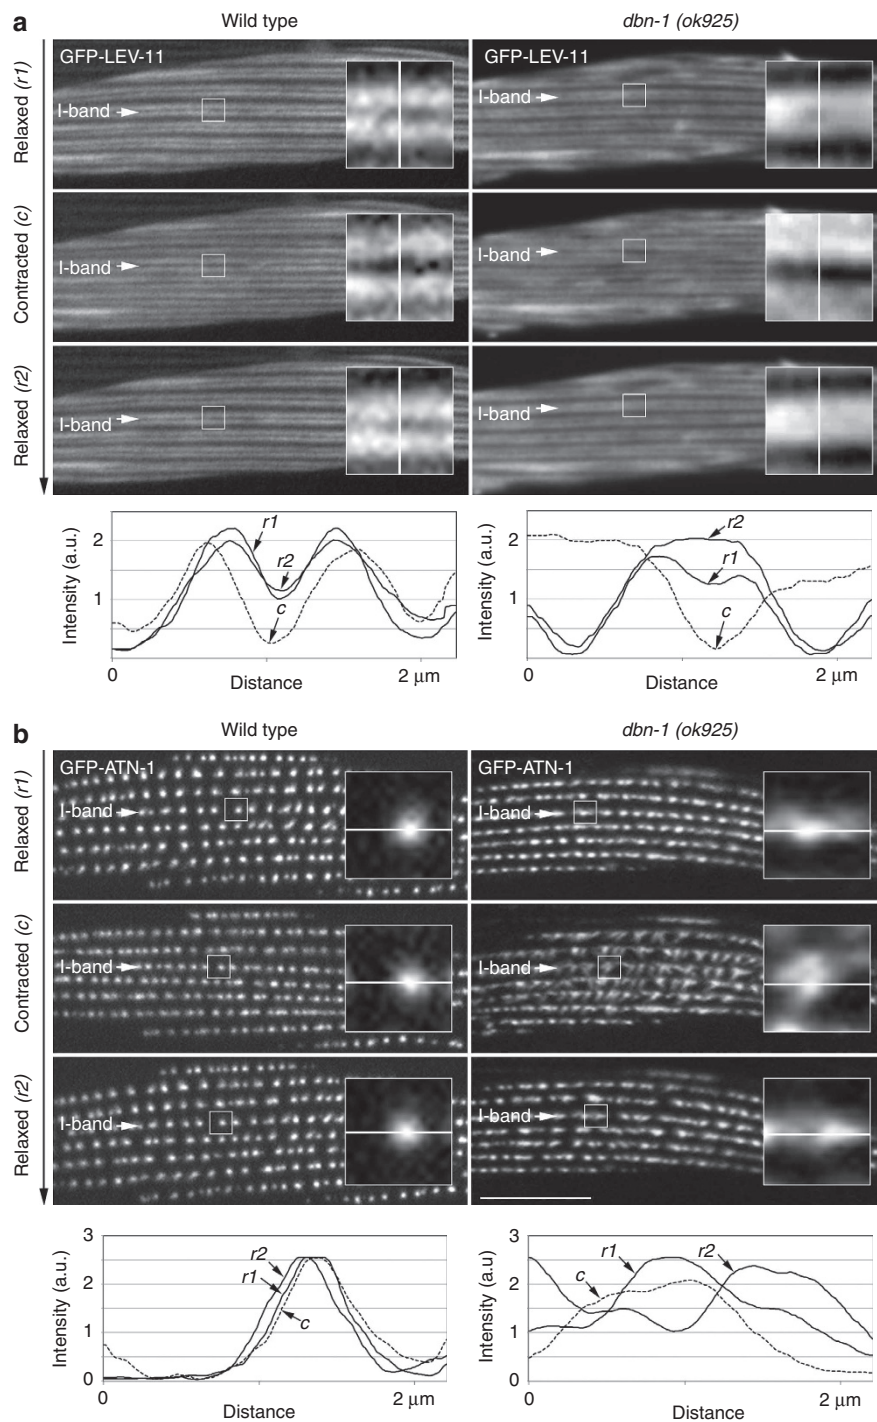 a
Wild type
dbn-1 (ok925)
Relaxed (r1)
GFP-LEV-11
I-band
GFP-LEV-11
I-band
Contracted (c)
I-band
I-band
Relaxed (r2)
I-band
I-band
Intensity (a.u.)
2
1
r1
r2
c
0
2 μm
Distance
Intensity (a.u.)
2
1
r2
r1
c
0
2 μm
Distance
b
Wild type
dbn-1 (ok925)
Relaxed (r1)
GFP-ATN-1
I-band
GFP-ATN-1
I-band
Contracted (c)
I-band
I-band
Relaxed (r2)
I-band
I-band
Intensity (a.u.)
3
2
1
0
r2
r1
c
0
2 μm
Distance
Intensity (a.u.)
3
2
1
0
c
r1
r2
0
2 μm
Distance